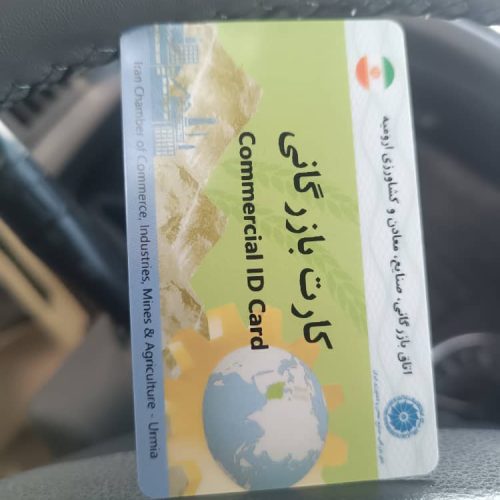 اتاق بازرگانی، صنایع، معادن و کشاورزی ارومیه
کارت بازرگانی
Commercial ID Card
Iran Chamber of Commerce, Industries, Mines & Agriculture - Urmia